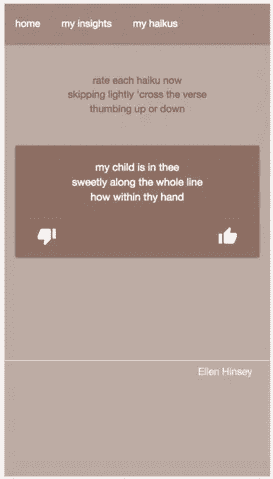 home my insights my haikus
rate each haiku now
skipping lightly 'cross the verse
thumbing up or down
my child is in thee
sweetly along the whole line
how within thy hand
Ellen Hinsey